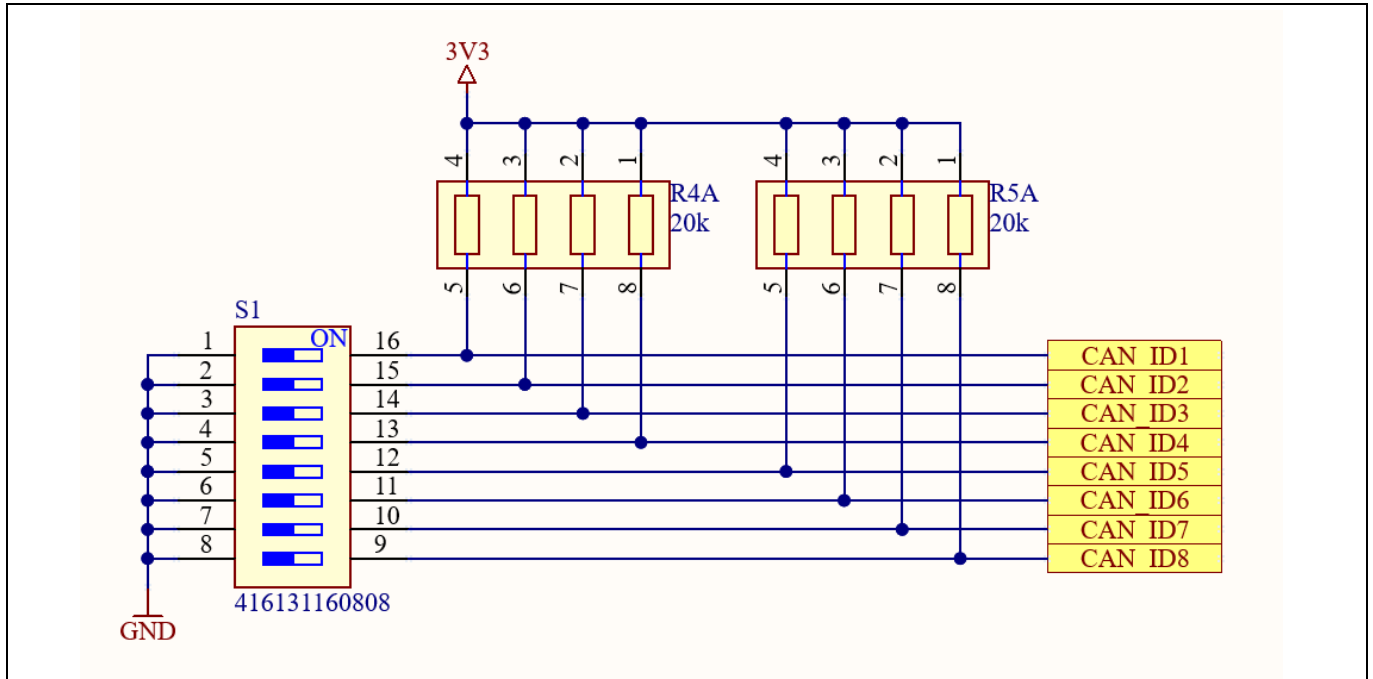 3V3
4 3 2 1 4 3 2 1
R4A R5A
20k 20k
5 6 7 8 5 6 7 8
S1
ON
1 16 CAN_ID1
2 15 CAN_ID2
3 14 CAN_ID3
4 13 CAN_ID4
5 12 CAN_ID5
6 11 CAN_ID6
7 10 CAN_ID7
8 9 CAN_ID8
416131160808
GND